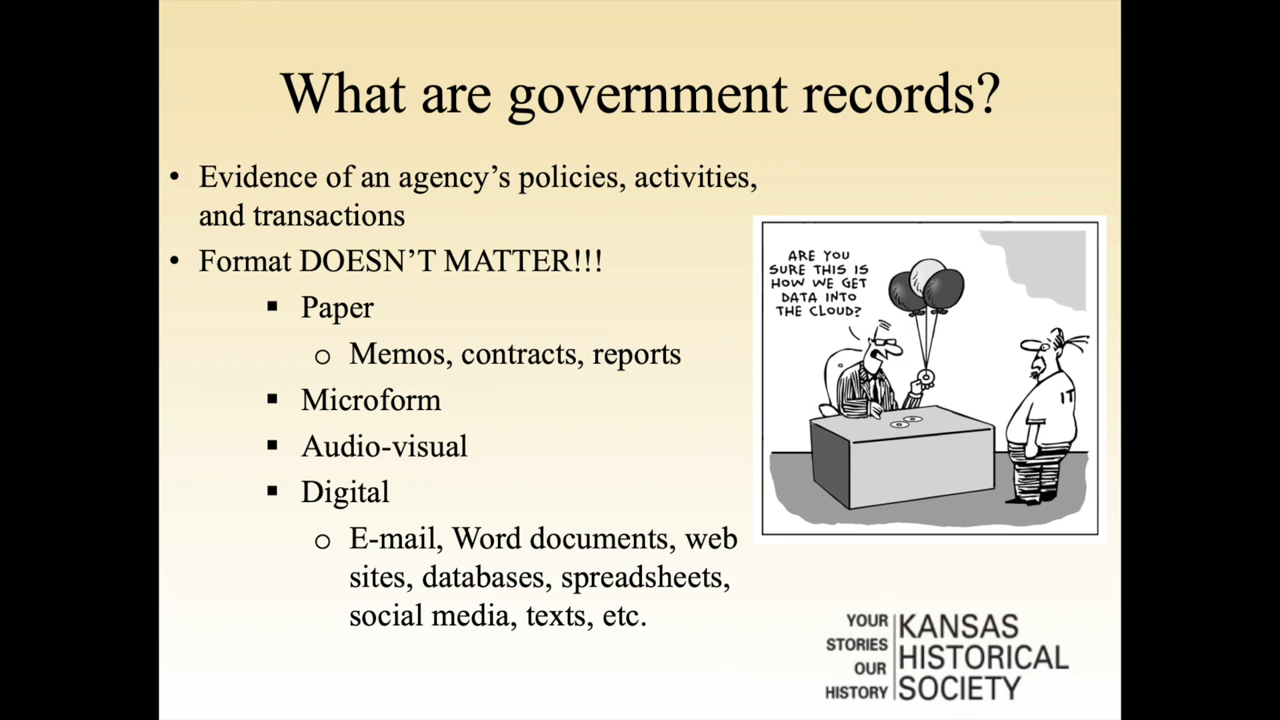 What are government records?
• Evidence of an agency’s policies, activities,
and transactions
• Format DOESN’T MATTER!!!
▪ Paper
o Memos, contracts, reports
▪ Microform
▪ Audio-visual
▪ Digital
o E-mail, Word documents, web
sites, databases, spreadsheets,
social media, texts, etc.
ARE YOU
SURE THIS IS
HOW WE GET
DATA INTO
THE CLOUD?
IT
YOUR
STORIES
OUR
HISTORY
KANSAS
HISTORICAL
SOCIETY